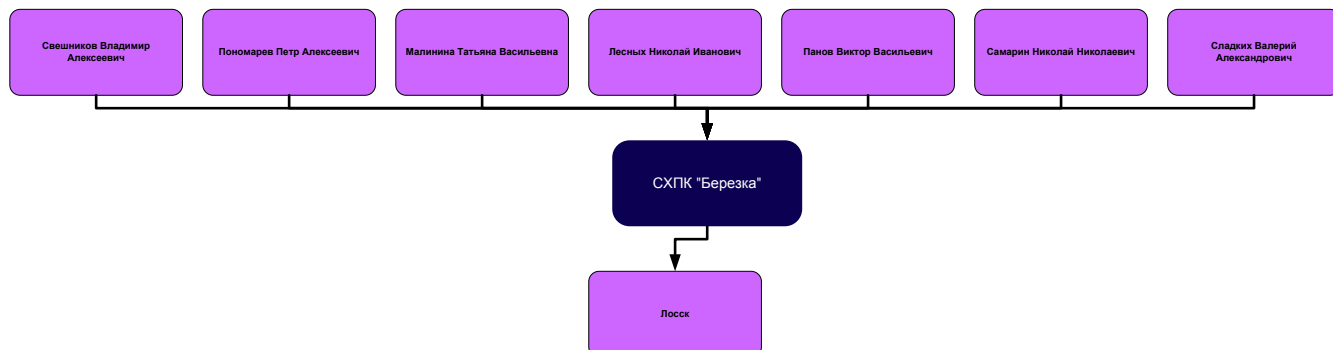 Свешников Владимир
Алексеевич
Пономарев Петр Алексеевич
Малинина Татьяна Васильевна
Лесных Николай Иванович
Панов Виктор Васильевич
Самарин Николай Николаевич
Сладких Валерий
Александрович
СХПК "Березка"
Лосск